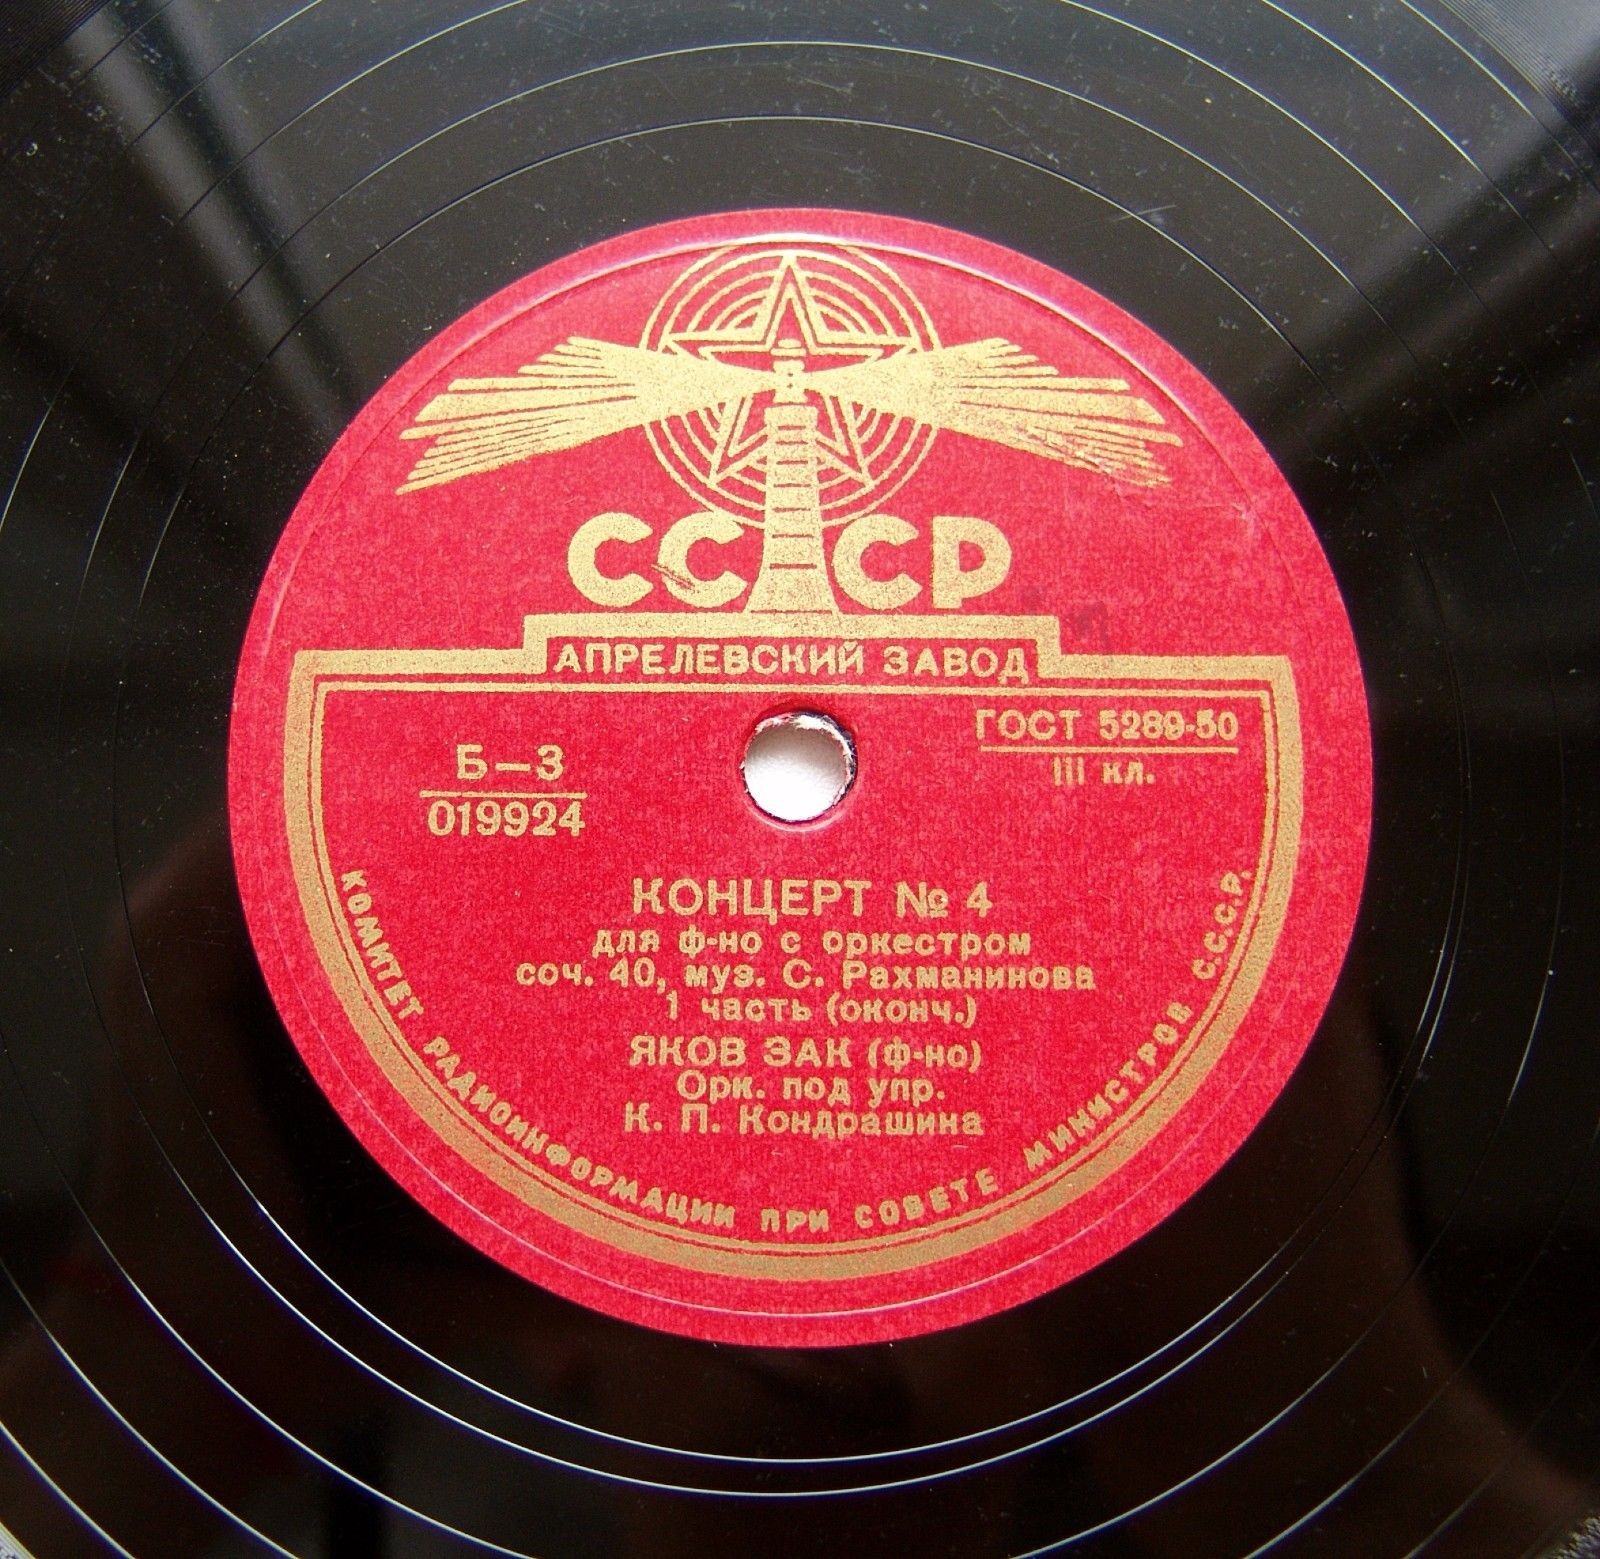 СССР
АПРЕЛЕВСКИЙ ЗАВОД
ГОСТ 5289-50
III кл.
Б–3
019924
КОНЦЕРТ № 4
для ф-но с оркестром
соч. 40, муз. С. Рахманинова
1 часть (оконч.)
ЯКОВ ЗАК (ф-но)
Орк. под упр.
К. П. Кондрашина
КОМИТЕТ РАДИОИНФОРМАЦИИ ПРИ СОВЕТЕ МИНИСТРОВ С.С.С.Р.